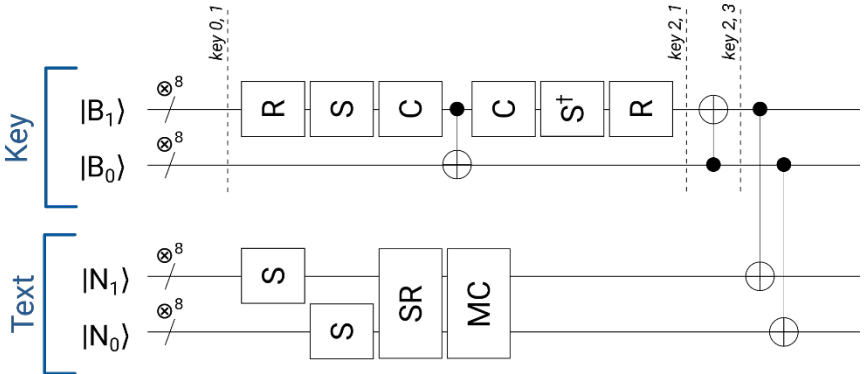 key 0, 1
key 2, 1
key 2, 3
Key
|B₁⟩
⊗8
R
S
C
C
S†
R
|B₀⟩
⊗8
Text
|N₁⟩
⊗8
S
SR
MC
|N₀⟩
⊗8
S